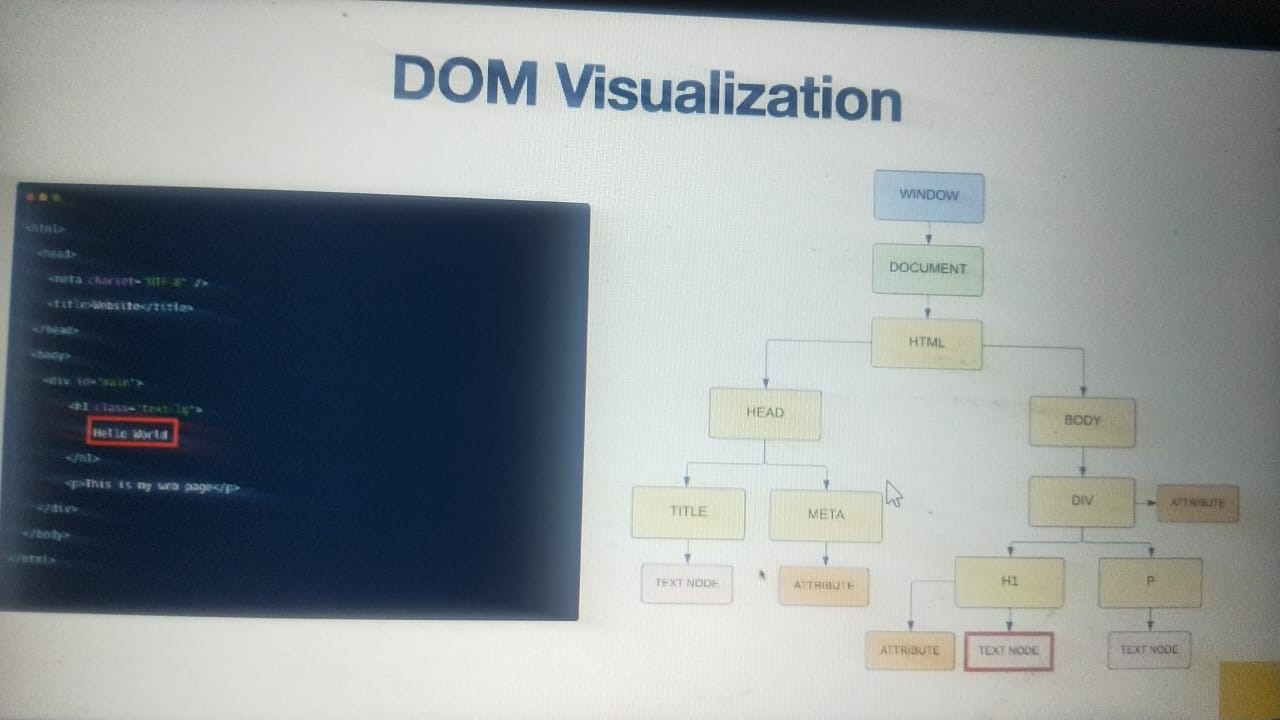 DOM Visualization
<html>
<head>
<meta charset="UTF-8" />
<title>Website</title>
</head>
<body>
<div id="main">
<h1 class="text-lg">
Hello World
</h1>
<p>This is my web page</p>
</div>
</body>
</html>
WINDOW
DOCUMENT
HTML
HEAD
BODY
TITLE
META
DIV
ATTRIBUTE
TEXT NODE
ATTRIBUTE
H1
P
ATTRIBUTE
TEXT NODE
TEXT NODE